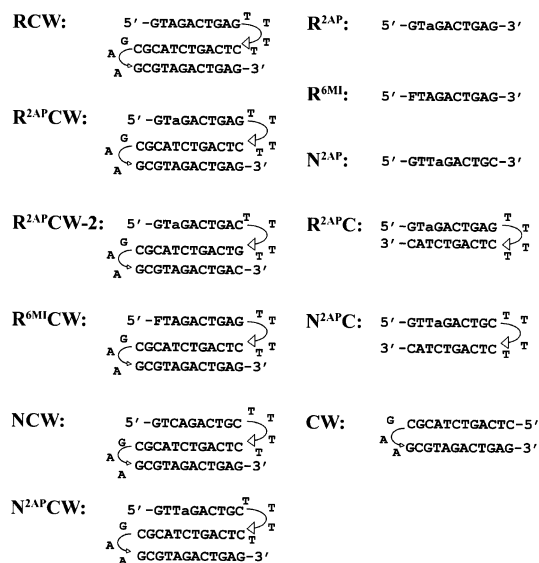 RCW:
5′-GTAGACTGAG T T
T
G CGCATCTGACTC T T
A
A GCGTAGACTGAG-3′
R2APCW:
5′-GTaGACTGAG T T
G CGCATCTGACTC T T
A
A GCGTAGACTGAG-3′
R2APCW-2:
5′-GTaGACTGAC T T
T
G CGCATCTGACTG T
A
A GCGTAGACTGAC-3′
R6MICW:
5′-FTAGACTGAG T T
T
G CGCATCTGACTC T T
A
A GCGTAGACTGAG-3′
NCW:
5′-GTCAGACTGC T T
T
G CGCATCTGACTC T
A
A GCGTAGACTGAG-3′
N2APCW:
5′-GTTaGACTGC T T
T
G CGCATCTGACTC T
A
A GCGTAGACTGAG-3′
R2AP: 5′-GTaGACTGAG-3′
R6MI: 5′-FTAGACTGAG-3′
N2AP: 5′-GTTaGACTGC-3′
R2APC: 5′-GTaGACTGAG T T
T
3′-CATCTGACTC T T
N2APC: 5′-GTTaGACTGC T T
T
3′-CATCTGACTC T T
CW: G CGCATCTGACTC-5′
A
A GCGTAGACTGAG-3′